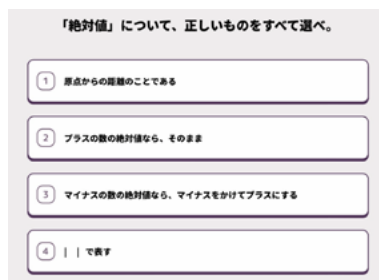 「絶対値」について、正しいものをすべて選べ。
1 原点からの距離のことである
2 プラスの数の絶対値なら、そのまま
3 マイナスの数の絶対値なら、マイナスをかけてプラスにする
4 | | で表す